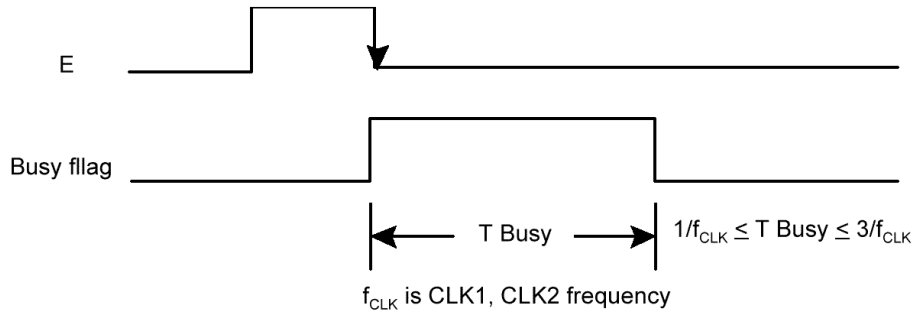 E
Busy fllag
T Busy
1/fCLK ≤ T Busy ≤ 3/fCLK
fCLK is CLK1, CLK2 frequency